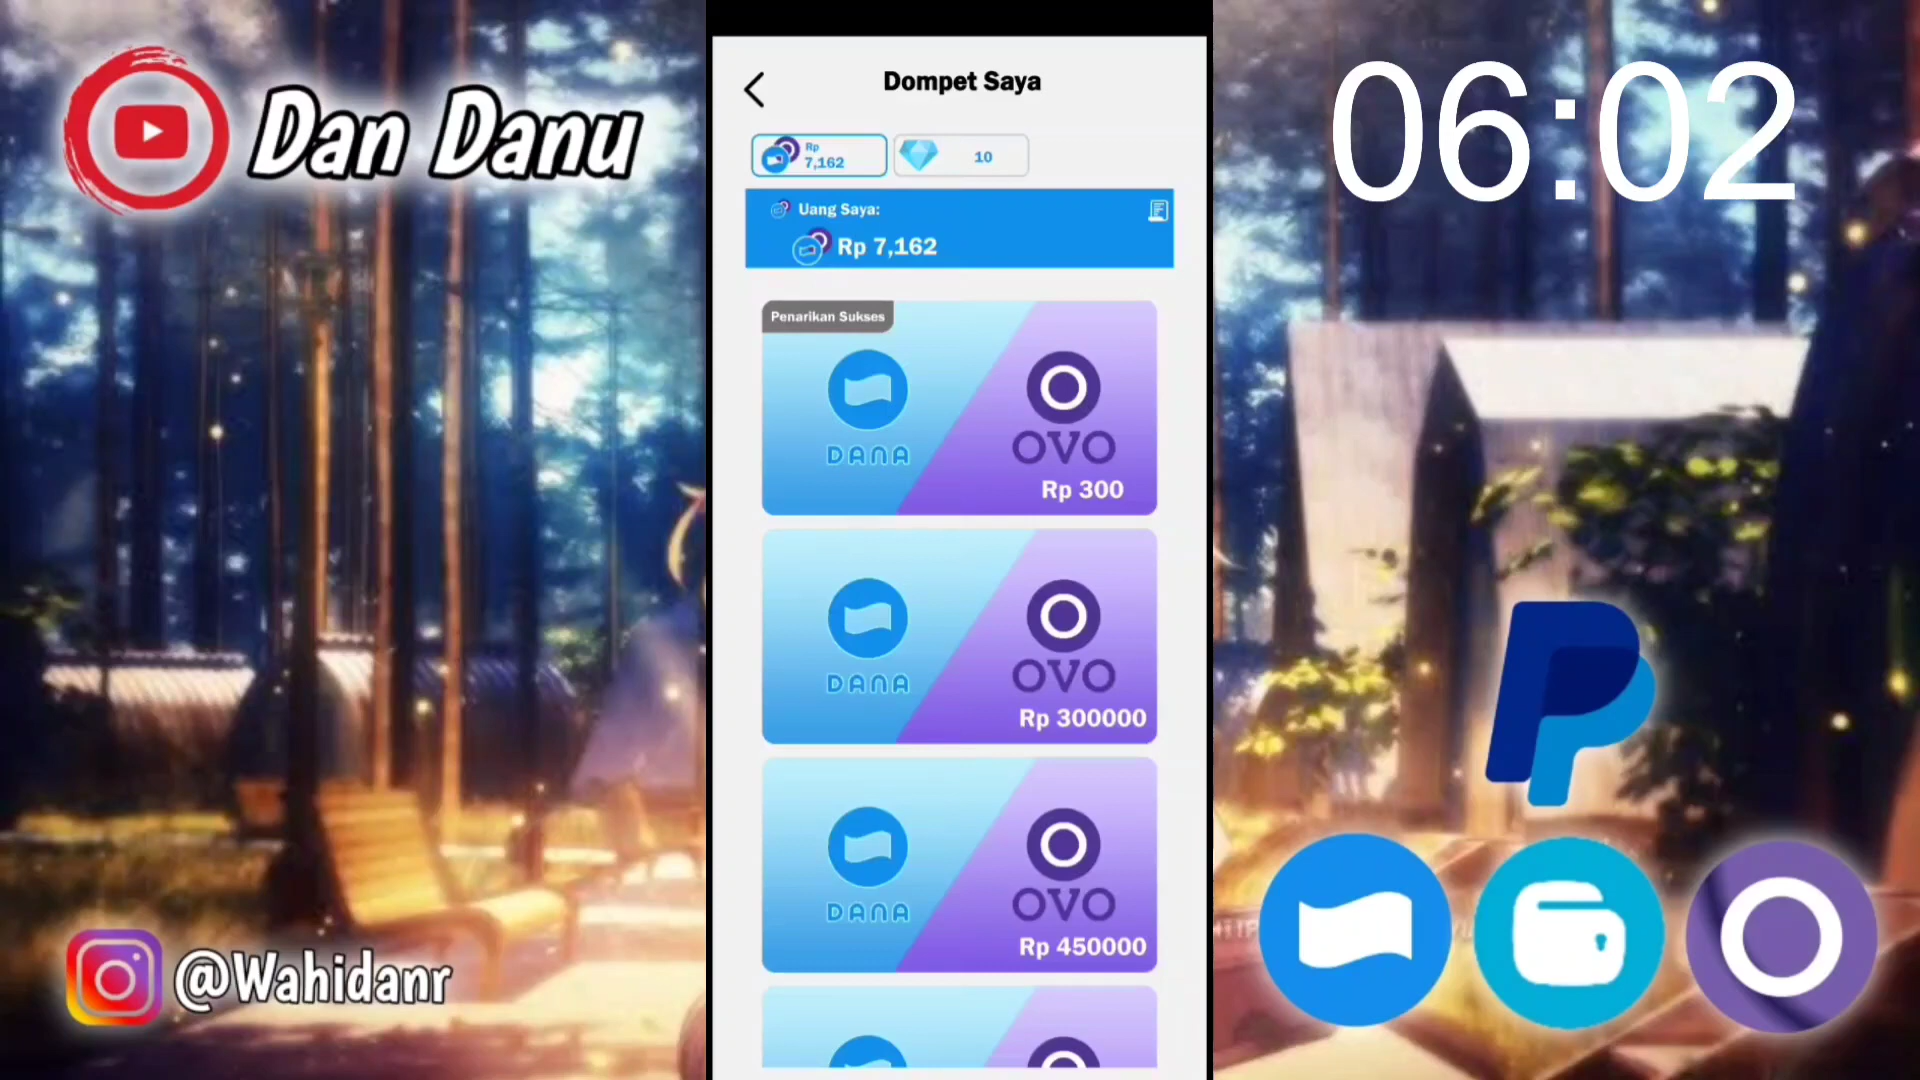 Dan Danu
Dompet Saya
06:02
Rp
7,162
10
Uang Saya:
Rp 7,162
Penarikan Sukses
DANA
OVO
Rp 300
DANA
OVO
Rp 300000
DANA
OVO
Rp 450000
@Wahidanr